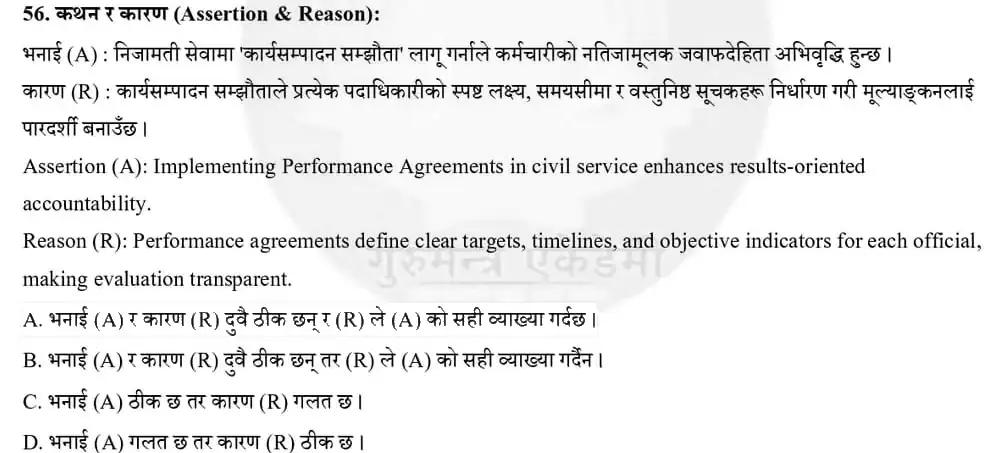 56. कथन र कारण (Assertion & Reason):
भनाई (A) : निजामती सेवामा 'कार्यसम्पादन सम्झौता' लागू गर्नाले कर्मचारीको नतिजामूलक जवाफदेहिता अभिवृद्धि हुन्छ ।
कारण (R) : कार्यसम्पादन सम्झौताले प्रत्येक पदाधिकारीको स्पष्ट लक्ष्य, समयसीमा र वस्तुनिष्ठ सूचकहरू निर्धारण गरी मूल्याङ्कनलाई
पारदर्शी बनाउँछ ।
Assertion (A): Implementing Performance Agreements in civil service enhances results-oriented
accountability.
Reason (R): Performance agreements define clear targets, timelines, and objective indicators for each official,
गुरुमन्त्र एकेडेमी
making evaluation transparent.
A. भनाई (A) र कारण (R) दुवै ठीक छन् र (R) ले (A) को सही व्याख्या गर्दछ ।
B. भनाई (A) र कारण (R) दुवै ठीक छन् तर (R) ले (A) को सही व्याख्या गर्दैन ।
C. भनाई (A) ठीक छ तर कारण (R) गलत छ ।
D. भनाई (A) गलत छ तर कारण (R) ठीक छ ।